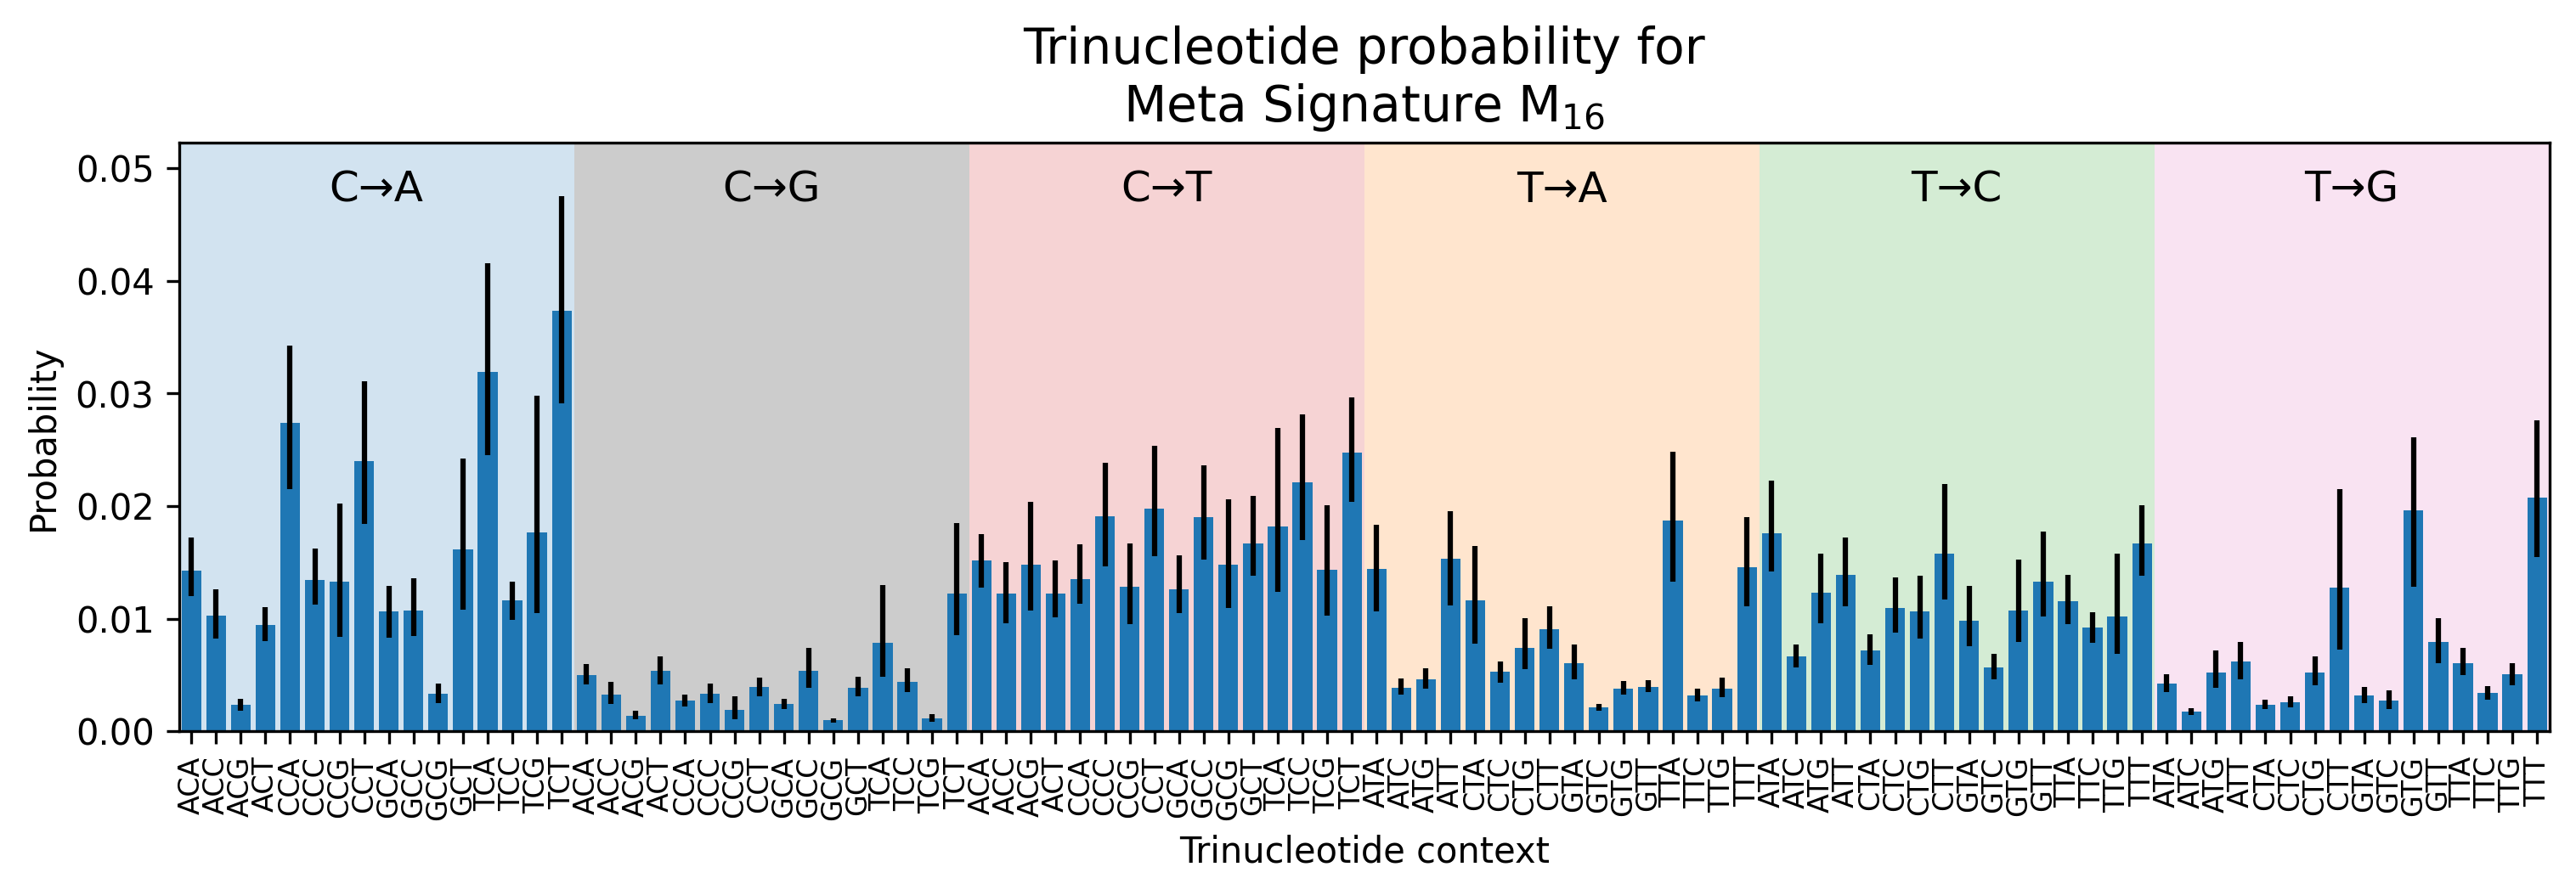 Trinucleotide probability for
Meta Signature M₁₆
0.05
0.04
0.03
0.02
0.01
0.00
Probability
C→A C→G C→T T→A T→C T→G
ACA ACC ACG ACT CCA CCC CCG CCT GCA GCC GCG GCT TCA TCC TCG TCT ACA ACC ACG ACT CCA CCC CCG CCT GCA GCC GCG GCT TCA TCC TCG TCT ACA ACC ACG ACT CCA CCC CCG CCT GCA GCC GCG GCT TCA TCC TCG TCT ATA ATC ATG ATT CTA CTC CTG CTT GTA GTC GTG GTT TTA TTC TTG TTT ATA ATC ATG ATT CTA CTC CTG CTT GTA GTC GTG GTT TTA TTC TTG TTT ATA ATC ATG ATT CTA CTC CTG CTT GTA GTC GTG GTT TTA TTC TTG TTT
Trinucleotide context